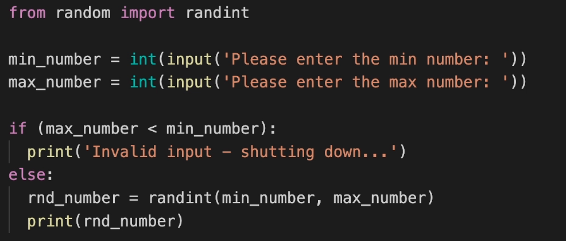 from random import randint

min_number = int(input('Please enter the min number: '))
max_number = int(input('Please enter the max number: '))

if (max_number < min_number):
  print('Invalid input - shutting down...')
else:
  rnd_number = randint(min_number, max_number)
  print(rnd_number)